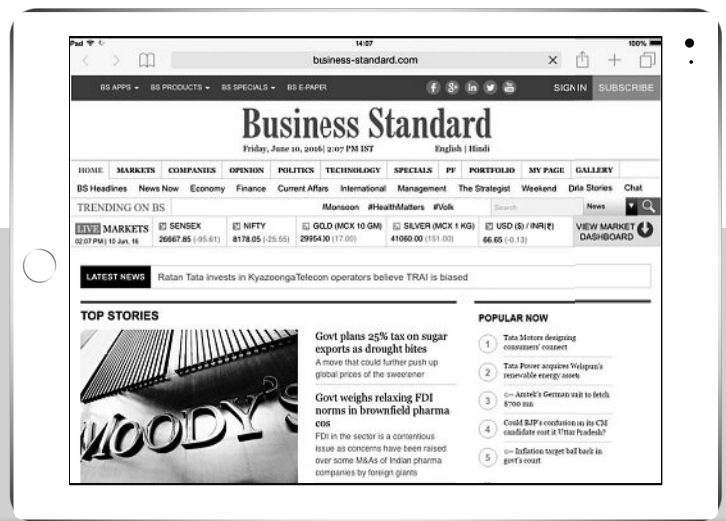 iPad 14:07 100%
business-standard.com
BS APPS BS PRODUCTS BS SPECIALS BS E-PAPER SIGN IN SUBSCRIBE
Business Standard
Friday, June 10, 2016| 2:07 PM IST English | Hindi
HOME MARKETS COMPANIES OPINION POLITICS TECHNOLOGY SPECIALS PF PORTFOLIO MY PAGE GALLERY
BS Headlines News Now Economy Finance Current Affairs International Management The Strategist Weekend Data Stories Chat
TRENDING ON BS #Monsoon #HealthMatters #Volk Search News
LIVE MARKETS SENSEX NIFTY GOLD (MCX 10 GM) SILVER (MCX 1 KG) USD ($) / INR(₹) VIEW MARKET
02:07 PM| 10 Jun, 16 26667.85 (-95.61) 8178.05 (-25.55) 29954.00 (17.00) 41060.00 (151.00) 66.65 (-0.13) DASHBOARD
LATEST NEWS Ratan Tata invests in KyazoongaTelecom operators believe TRAI is biased
TOP STORIES
MOODY'S
Govt plans 25% tax on sugar
exports as drought bites
A move that could further push up
global prices of the sweetener
Govt weighs relaxing FDI
norms in brownfield pharma
cos
FDI in the sector is a contentious
issue as concerns have been raised
over some M&As of Indian pharma
companies by foreign giants
POPULAR NOW
1 Tata Motors designing
consumers' connect
2 Tata Power acquires Welspun's
renewable energy assets
3 Amtek's German unit to fetch
$700 mn
4 Could BJP's confusion on its CM
candidate cost it Uttar Pradesh?
5 Inflation target ball back in
govt's court